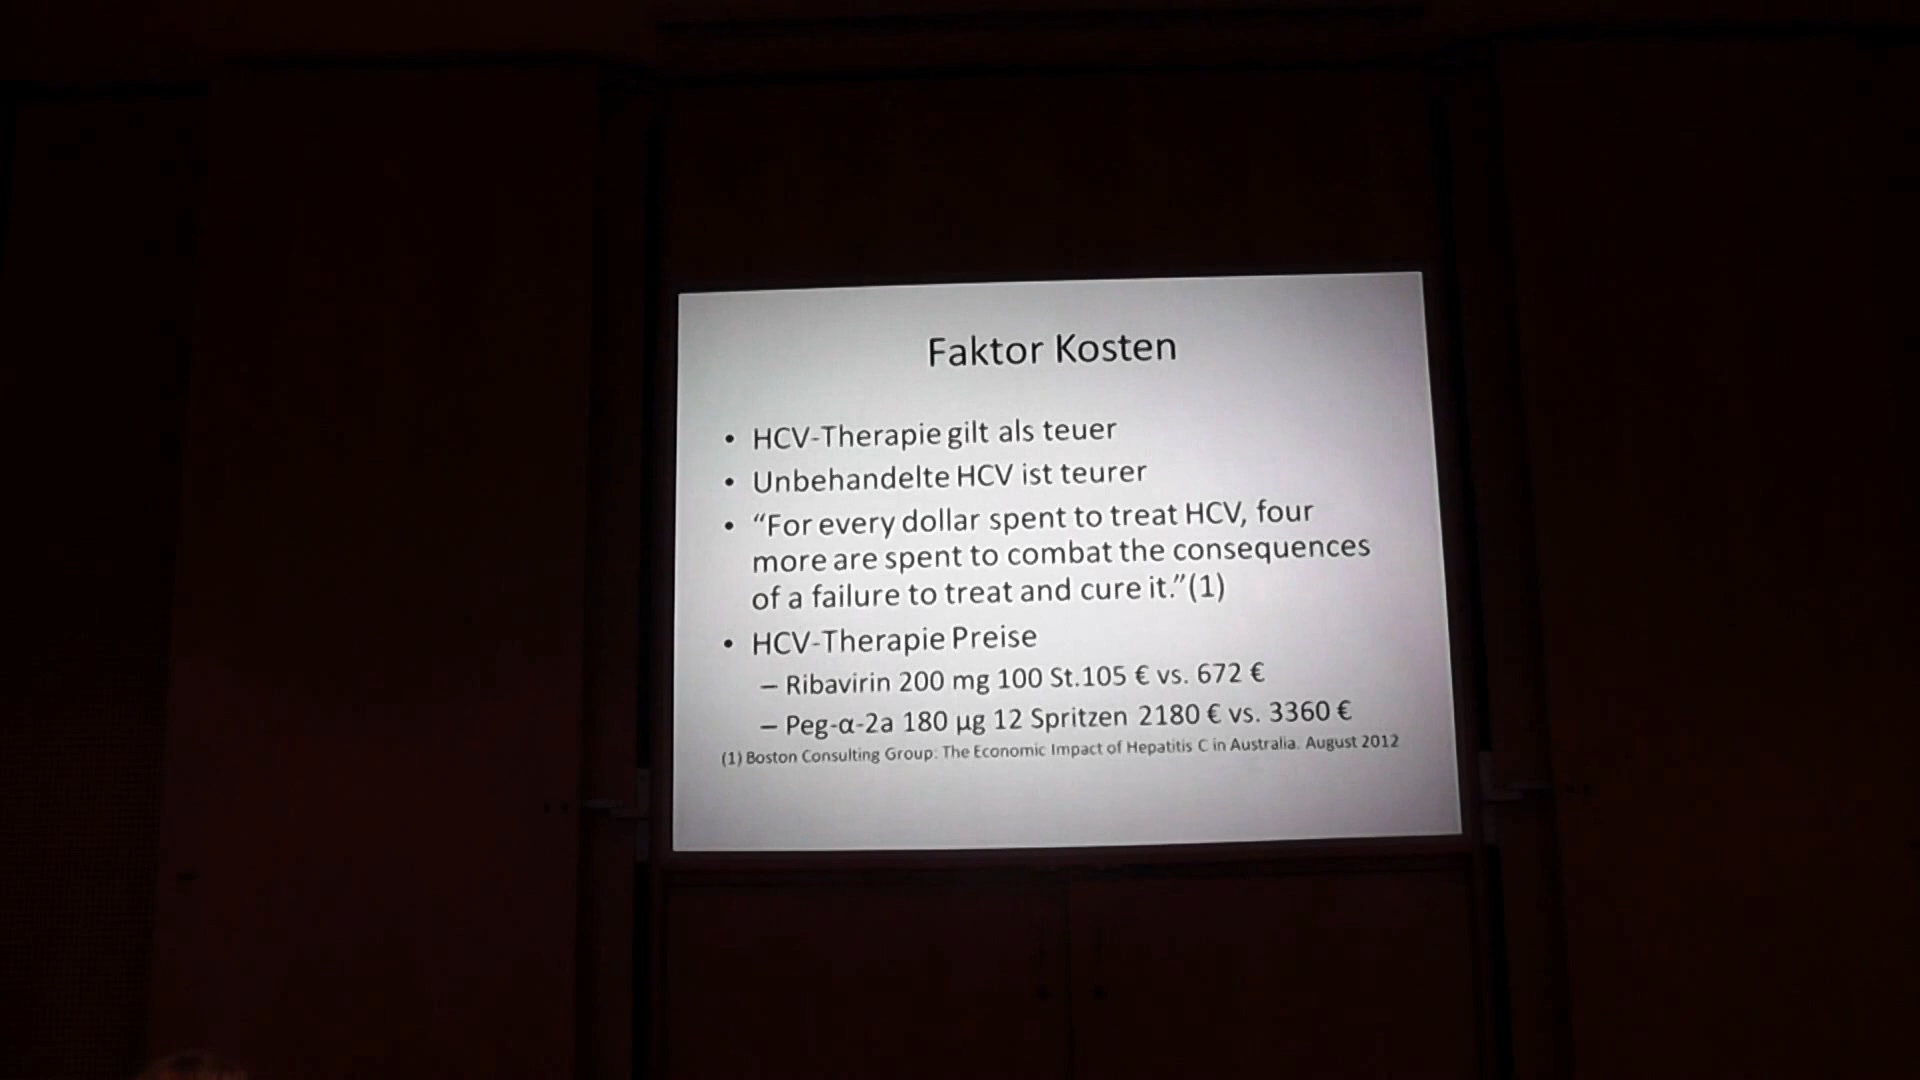 Faktor Kosten
• HCV-Therapie gilt als teuer
• Unbehandelte HCV ist teurer
• “For every dollar spent to treat HCV, four
more are spent to combat the consequences
of a failure to treat and cure it.”(1)
• HCV-Therapie Preise
– Ribavirin 200 mg 100 St.105 € vs. 672 €
– Peg-α-2a 180 µg 12 Spritzen 2180 € vs. 3360 €
(1) Boston Consulting Group: The Economic Impact of Hepatitis C in Australia. August 2012